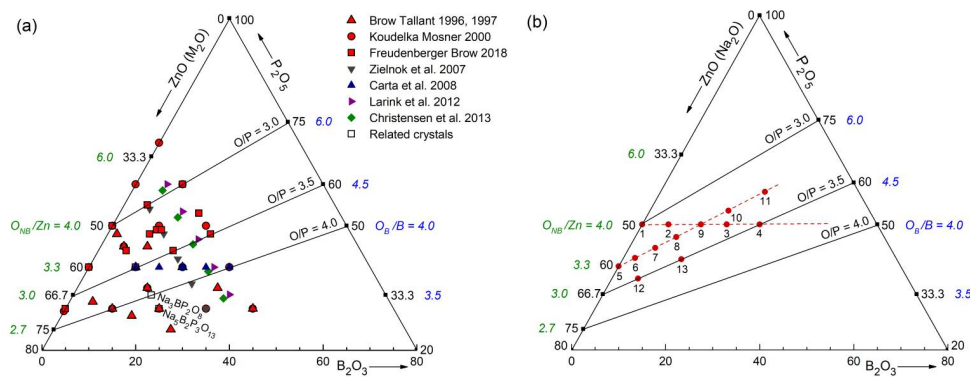 (a)
0
100
ZnO (M2O)
P2O5
Brow Tallant 1996, 1997
Koudelka Mosner 2000
Freudenberger Brow 2018
Zielnok et al. 2007
Carta et al. 2008
Larink et al. 2012
Christensen et al. 2013
Related crystals
O/P = 3.0
75
6.0
6.0
33.3
O/P = 3.5
60
4.5
ONB/Zn = 4.0
50
O/P = 4.0
50
OB/B = 4.0
3.3
60
3.0
66.7
Na3BP2O8
33.3
3.5
Na5B2P3O13
2.7
75
80
20
0
20
40
60
80
B2O3
(b)
0
100
ZnO (Na2O)
P2O5
O/P = 3.0
75
6.0
6.0
33.3
O/P = 3.5
60
4.5
11
10
4.0
50
1
2
9
3
4
O/P = 4.0
50
OB/B = 4.0
8
7
6
3.3
60
5
13
12
3.0
66.7
33.3
3.5
2.7
75
80
20
0
20
40
60
80
B2O3